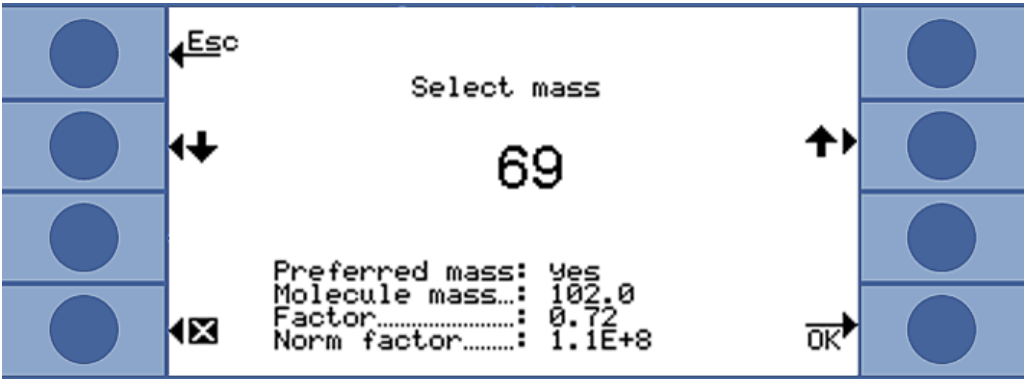 Esc
Select mass
69
Preferred mass: yes
Molecule mass…: 102.0
Factor……………………: 0.72
Norm factor………: 1.1E+8
OK